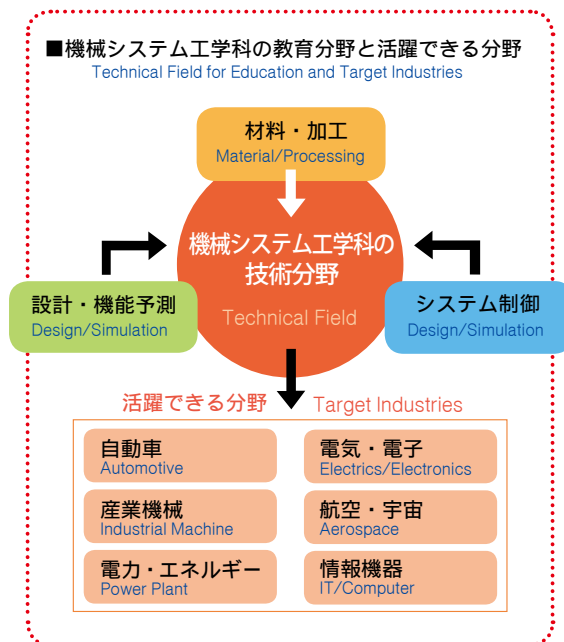 ■機械システム工学科の教育分野と活躍できる分野
Technical Field for Education and Target Industries
材料・加工
Material/Processing
機械システム工学科の
技術分野
Technical Field
設計・機能予測
Design/Simulation
システム制御
Design/Simulation
活躍できる分野 Target Industries
自動車
Automotive
電気・電子
Electrics/Electronics
産業機械
Industrial Machine
航空・宇宙
Aerospace
電力・エネルギー
Power Plant
情報機器
IT/Computer